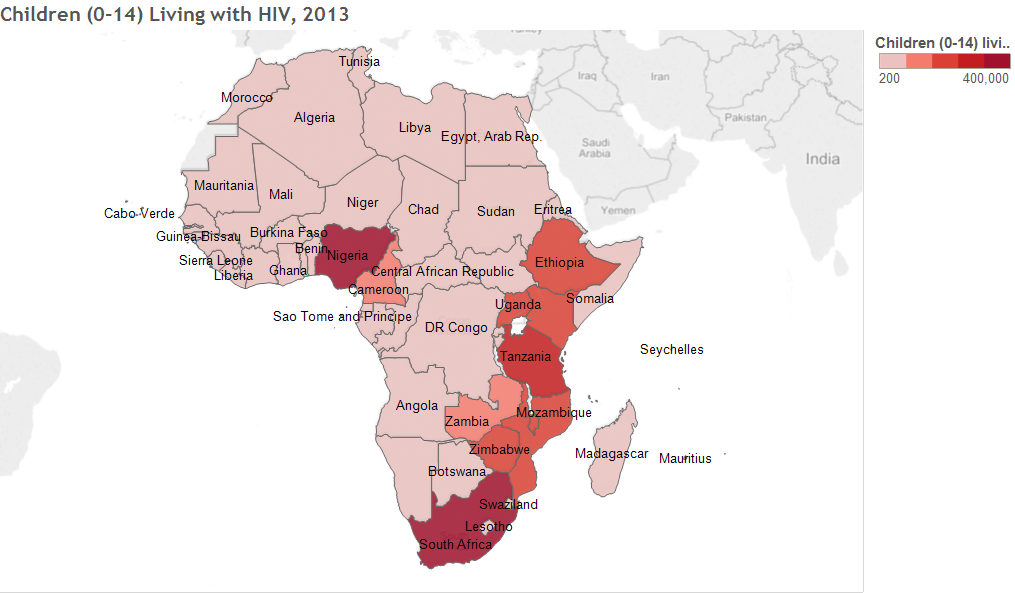 Children (0-14) Living with HIV, 2013
Children (0-14) livi..
200
400,000
Tunisia
Morocco
Algeria
Libya
Egypt, Arab Rep.
Iraq
Iran
Pakistan
Saudi
Arabia
India
Mauritania
Mali
Niger
Chad
Sudan
Eritrea
Yemen
Cabo Verde
Guinea-Bissau
Burkina Faso
Benin
Nigeria
Sierra Leone
Liberia
Ghana
Central African Republic
Ethiopia
Cameroon
Somalia
Uganda
Sao Tome and Principe
DR Congo
Seychelles
Tanzania
Angola
Zambia
Mozambique
Zimbabwe
Madagascar
Mauritius
Botswana
Swaziland
Lesotho
South Africa